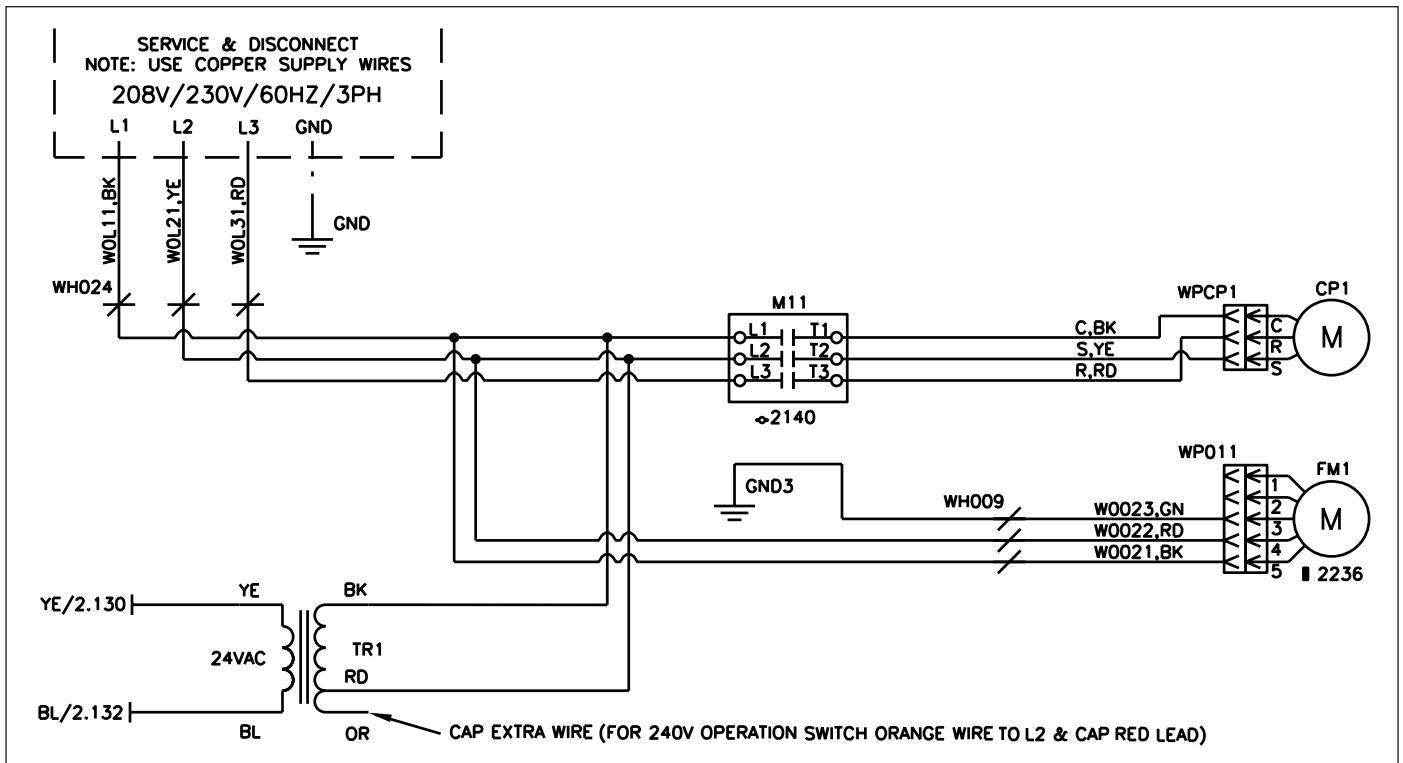 SERVICE & DISCONNECT
NOTE: USE COPPER SUPPLY WIRES
208V/230V/60HZ/3PH
L1 L2 L3 GND
W0L11,BK
W0L21,YE
W0L31,RD
GND
WH024
M11
L1 T1
L2 T2
L3 T3
2140
C,BK
S,YE
R,RD
WPCP1
CP1
C
R
S
M
GND3
WH009
W0023,GN
W0022,RD
W0021,BK
WP011
FM1
1
2
3
4
5
M
2236
YE/2.130
YE
BK
24VAC
TR1
RD
BL/2.132
BL
OR
CAP EXTRA WIRE (FOR 240V OPERATION SWITCH ORANGE WIRE TO L2 & CAP RED LEAD)